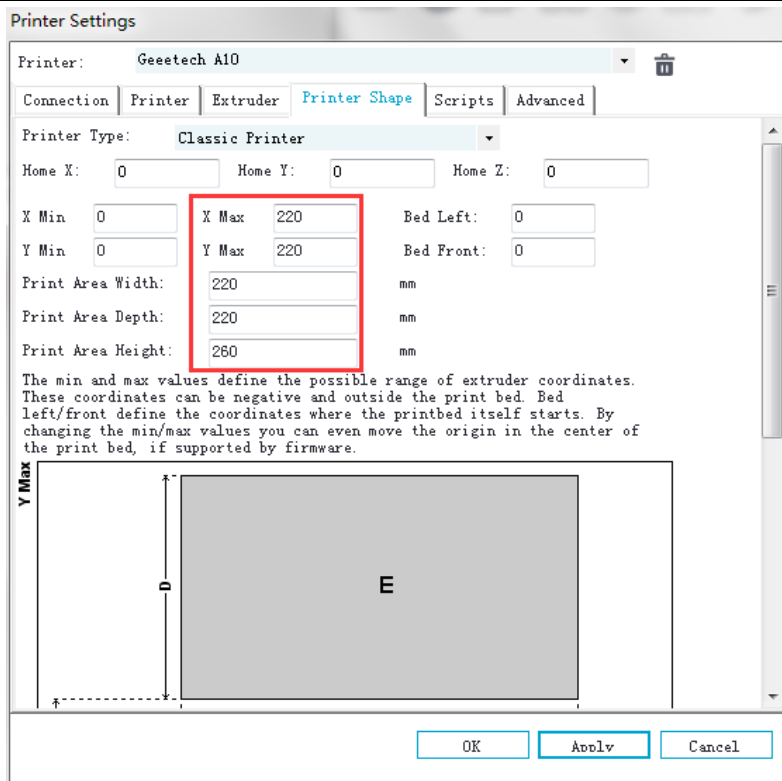 Printer Settings
Printer: Geeetech A10
Connection Printer Extruder Printer Shape Scripts Advanced
Printer Type: Classic Printer
Home X: 0 Home Y: 0 Home Z: 0
X Min 0 X Max 220 Bed Left: 0
Y Min 0 Y Max 220 Bed Front: 0
Print Area Width: 220 mm
Print Area Depth: 220 mm
Print Area Height: 260 mm
The min and max values define the possible range of extruder coordinates.
These coordinates can be negative and outside the print bed. Bed
left/front define the coordinates where the printbed itself starts. By
changing the min/max values you can even move the origin in the center of
the print bed, if supported by firmware.
Y Max
D
E
OK Apply Cancel